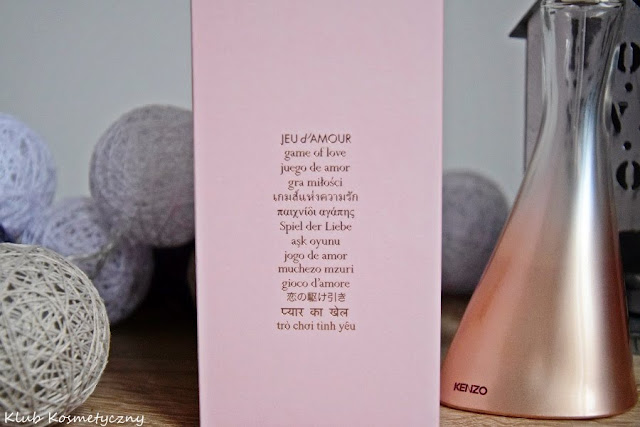 JEU d'AMOUR
game of love
juego de amor
gra miłości
เกมส์แห่งความรัก
παιχνίδι αγάπης
Spiel der Liebe
aşk oyunu
jogo de amor
muchezo mzuri
gioco d'amore
恋の駆け引き
प्यार का खेल
trò chơi tình yêu
KENZO
LOVE
Klub Kosmetyczny